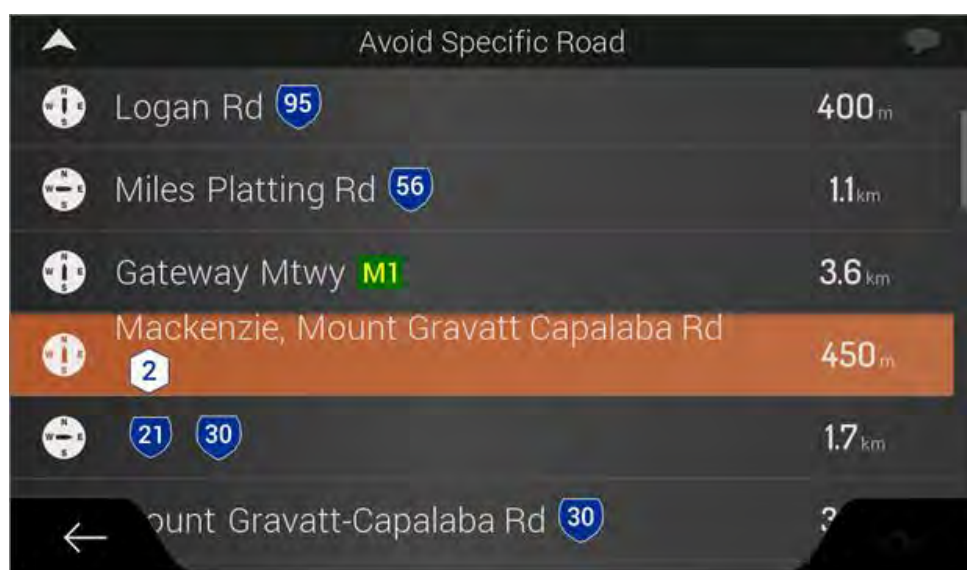 Avoid Specific Road
Logan Rd 95 400 m
Miles Platting Rd 56 1.1 km
Gateway Mtwy M1 3.6 km
Mackenzie, Mount Gravatt Capalaba Rd
2 450 m
21 30 1.7 km
ount Gravatt-Capalaba Rd 30 3